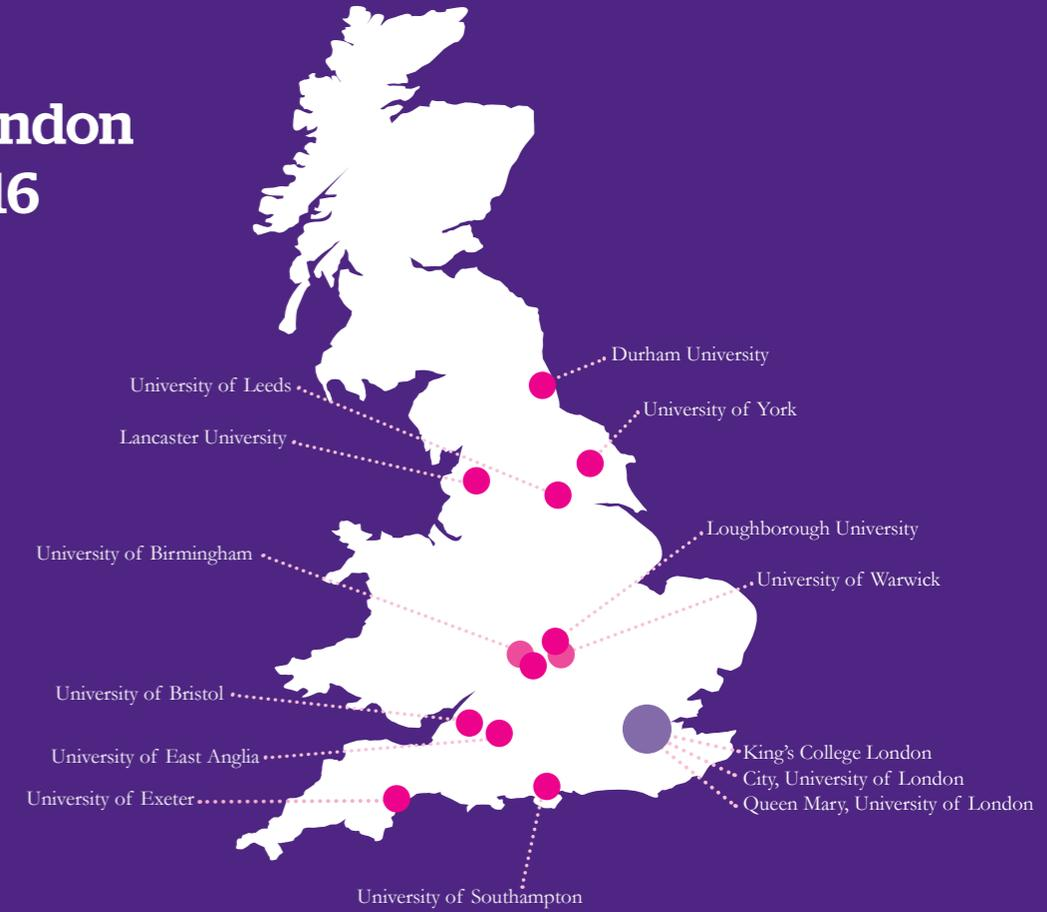 ndon
16
Durham University
University of Leeds
University of York
Lancaster University
Loughborough University
University of Birmingham
University of Warwick
University of Bristol
King’s College London
University of East Anglia
City, University of London
University of Exeter
Queen Mary, University of London
University of Southampton